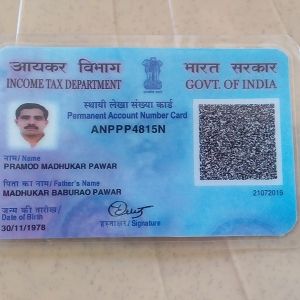 आयकर विभाग भारत सरकार
INCOME TAX DEPARTMENT GOVT. OF INDIA
स्थायी लेखा संख्या कार्ड
Permanent Account Number Card
ANPPP4815N
नाम/ Name
PRAMOD MADHUKAR PAWAR
पिता का नाम/ Father's Name
MADHUKAR BABURAO PAWAR
21072015
जन्म की तारीख/
Date of Birth
30/11/1978
हस्ताक्षर/ Signature